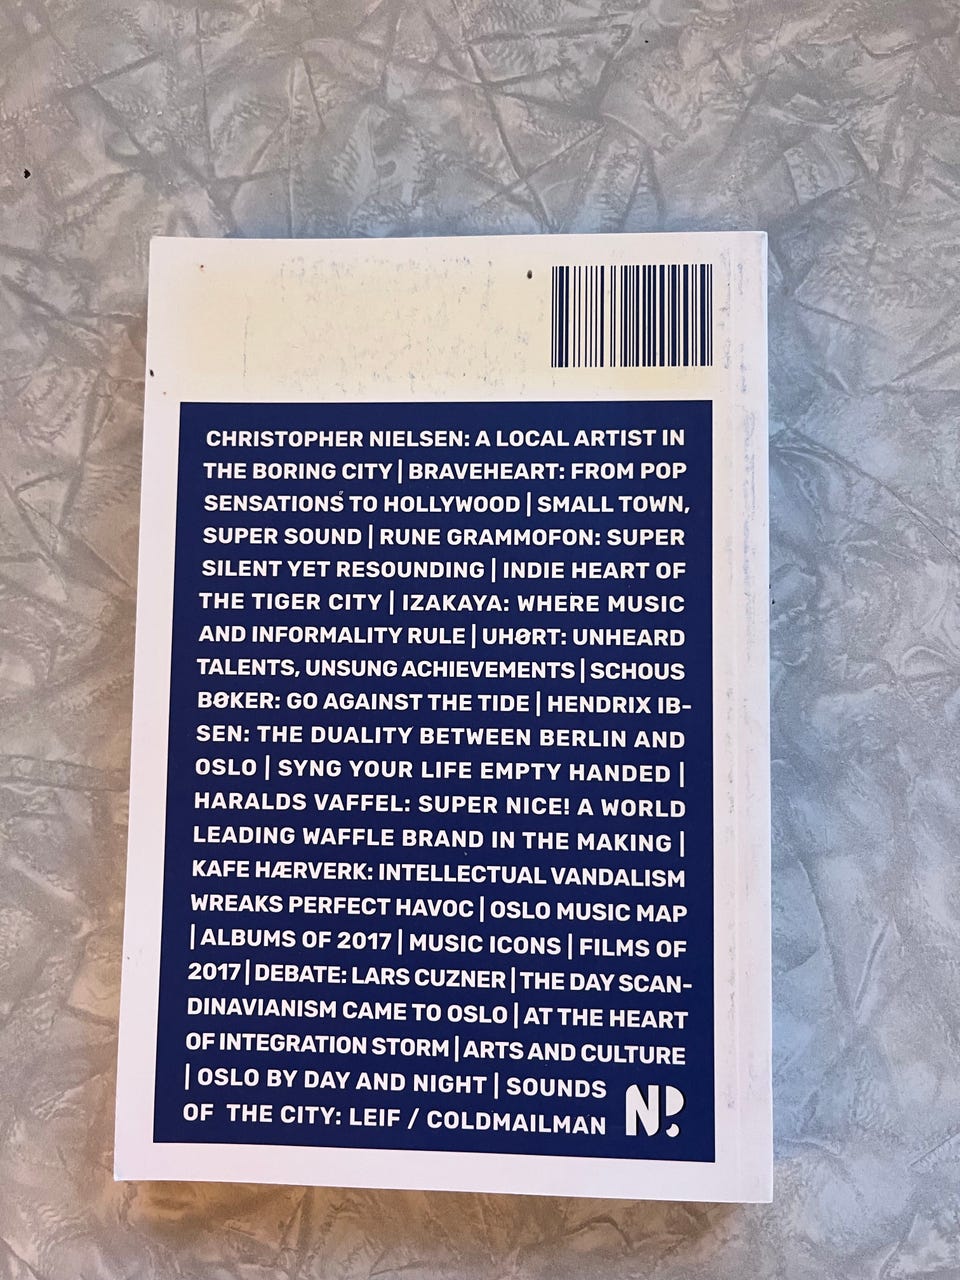 CHRISTOPHER NIELSEN: A LOCAL ARTIST IN
THE BORING CITY | BRAVEHEART: FROM POP
SENSATIONS TO HOLLYWOOD | SMALL TOWN,
SUPER SOUND | RUNE GRAMMOFON: SUPER
SILENT YET RESOUNDING | INDIE HEART OF
THE TIGER CITY | IZAKAYA: WHERE MUSIC
AND INFORMALITY RULE | UHØRT: UNHEARD
TALENTS, UNSUNG ACHIEVEMENTS | SCHOUS
BØKER: GO AGAINST THE TIDE | HENDRIX IB-
SEN: THE DUALITY BETWEEN BERLIN AND
OSLO | SYNG YOUR LIFE EMPTY HANDED |
HARALDS VAFFEL: SUPER NICE! A WORLD
LEADING WAFFLE BRAND IN THE MAKING |
KAFE HÆRVERK: INTELLECTUAL VANDALISM
WREAKS PERFECT HAVOC | OSLO MUSIC MAP
| ALBUMS OF 2017 | MUSIC ICONS | FILMS OF
2017 | DEBATE: LARS CUZNER | THE DAY SCAN-
DINAVIANISM CAME TO OSLO | AT THE HEART
OF INTEGRATION STORM | ARTS AND CULTURE
| OSLO BY DAY AND NIGHT | SOUNDS
OF THE CITY: LEIF / COLDMAILMAN
NP